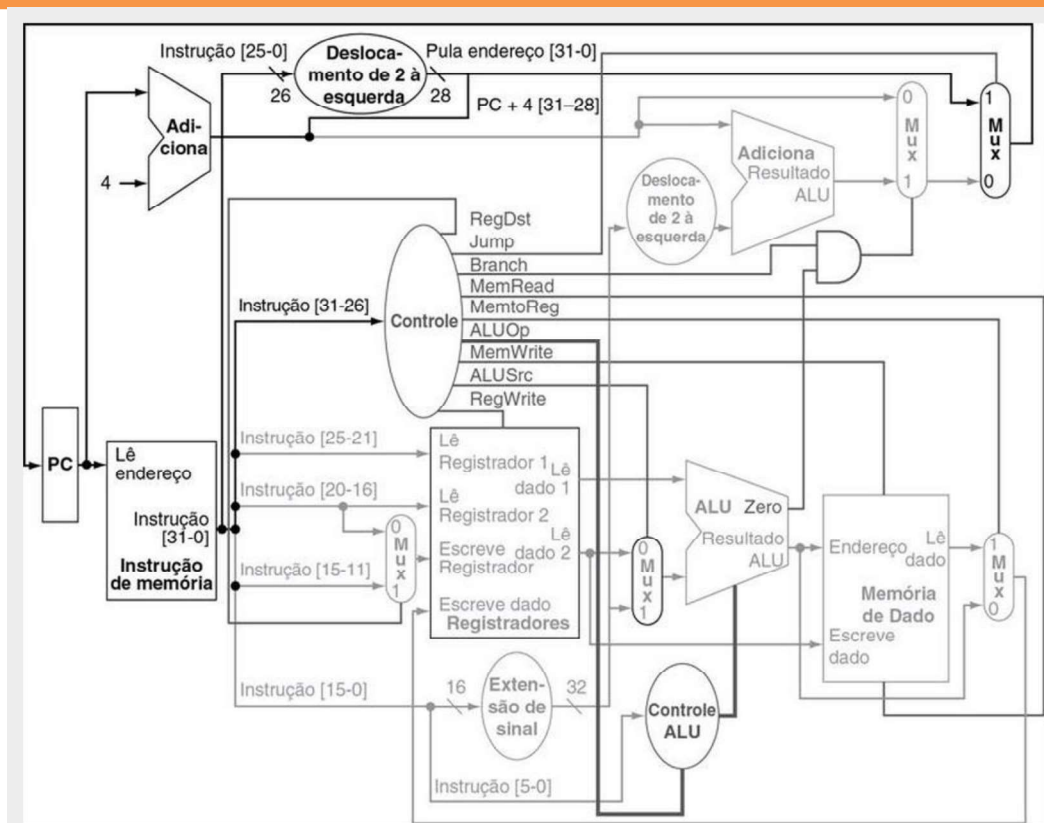 Instrução [25-0]
Desloca-
mento de 2 à
esquerda
Pula endereço [31-0]
26
28
PC + 4 [31–28]
Adi-
ciona
4
0
M
u
x
1
1
M
u
x
0
Adiciona
Resultado
ALU
Desloca-
mento
de 2 à
esquerda
RegDst
Jump
Branch
MemRead
MemtoReg
ALUOp
MemWrite
ALUSrc
RegWrite
Instrução [31-26]
Controle
PC
Lê
endereço
Instrução
[31-0]
Instrução
de memória
Instrução [25-21]
Instrução [20-16]
Instrução [15-11]
0
M
u
x
1
Lê
Registrador 1
Lê
dado 1
Lê
Registrador 2
Lê
dado 2
Escreve
Registrador
Escreve dado
Registradores
0
M
u
x
1
ALU Zero
Resultado
ALU
Endereço
Lê
dado
Memória
de Dado
Escreve
dado
1
M
u
x
0
Instrução [15-0]
16
Exten-
são de
sinal
32
Controle
ALU
Instrução [5-0]